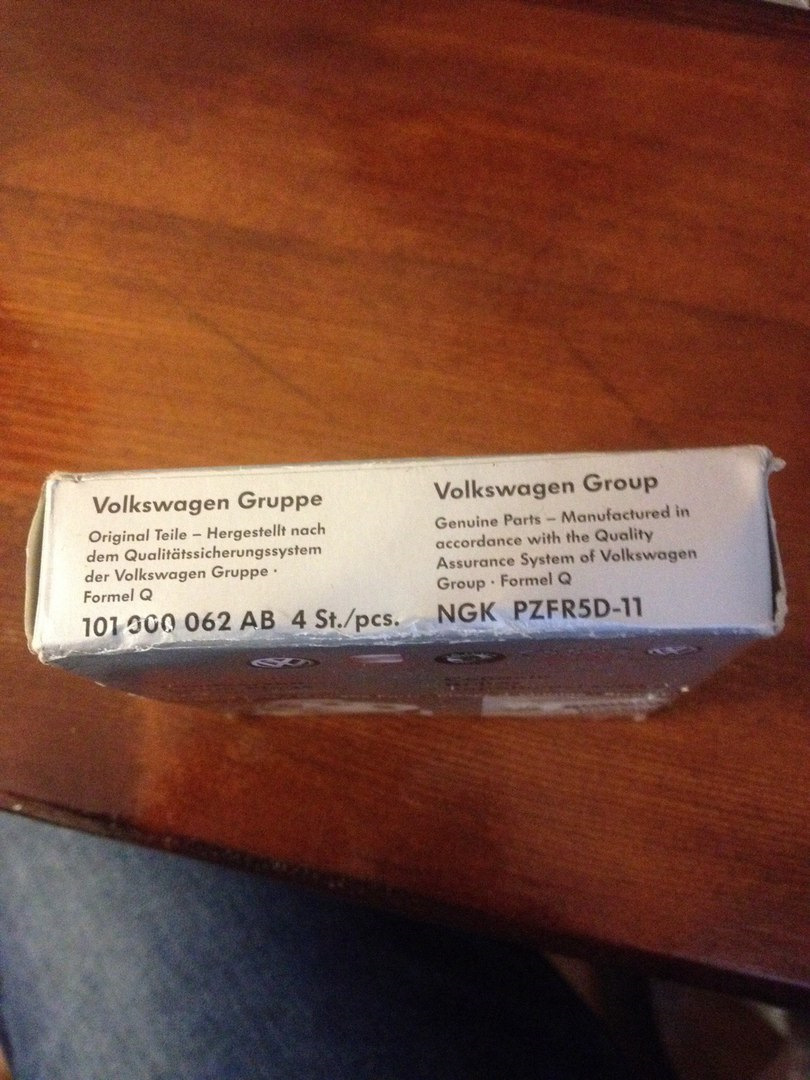 Volkswagen Gruppe
Original Teile – Hergestellt nach
dem Qualitätssicherungssystem
der Volkswagen Gruppe ·
Formel Q
101 000 062 AB 4 St./pcs.
Volkswagen Group
Genuine Parts – Manufactured in
accordance with the Quality
Assurance System of Volkswagen
Group · Formel Q
NGK PZFR5D-11